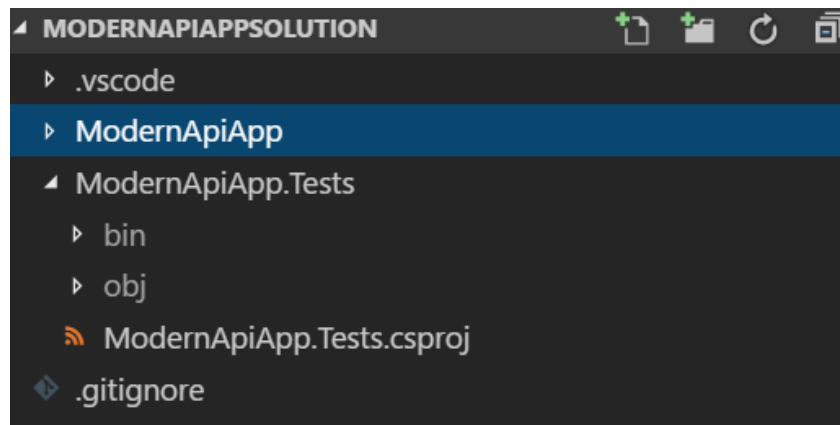 MODERNAPIAPPSOLUTION
.vscode
ModernApiApp
ModernApiApp.Tests
bin
obj
ModernApiApp.Tests.csproj
.gitignore